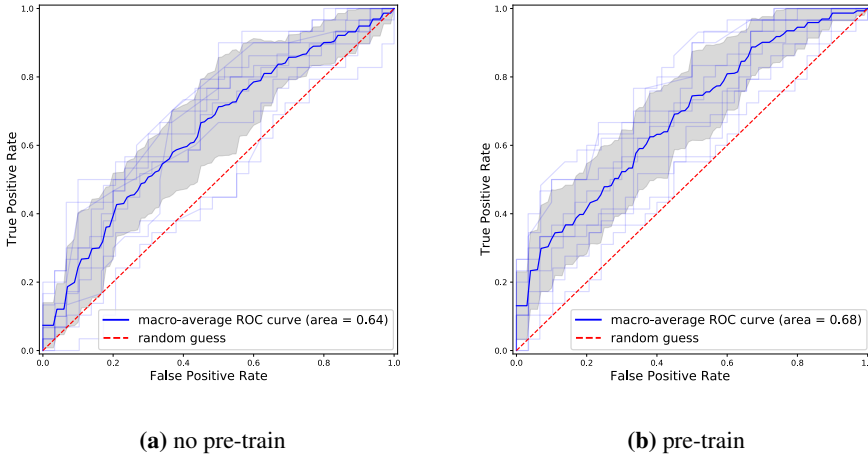 1.0
0.8
0.6
0.4
0.2
0.0
True Positive Rate
0.0 0.2 0.4 0.6 0.8 1.0
False Positive Rate
macro-average ROC curve (area = 0.64)
random guess
(a) no pre-train
1.0
0.8
0.6
0.4
0.2
0.0
True Positive Rate
0.0 0.2 0.4 0.6 0.8 1.0
False Positive Rate
macro-average ROC curve (area = 0.68)
random guess
(b) pre-train